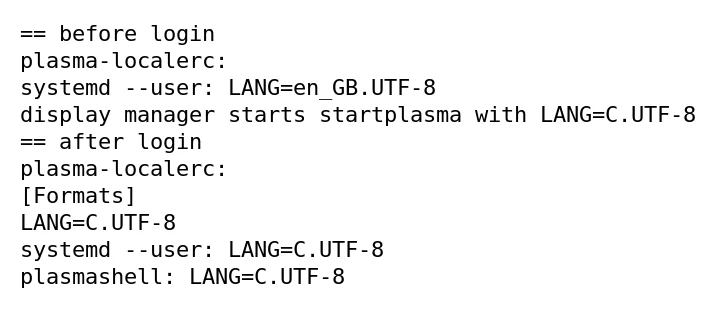 == before login
plasma-localerc:
systemd --user: LANG=en_GB.UTF-8
display manager starts startplasma with LANG=C.UTF-8
== after login
plasma-localerc:
[Formats]
LANG=C.UTF-8
systemd --user: LANG=C.UTF-8
plasmashell: LANG=C.UTF-8